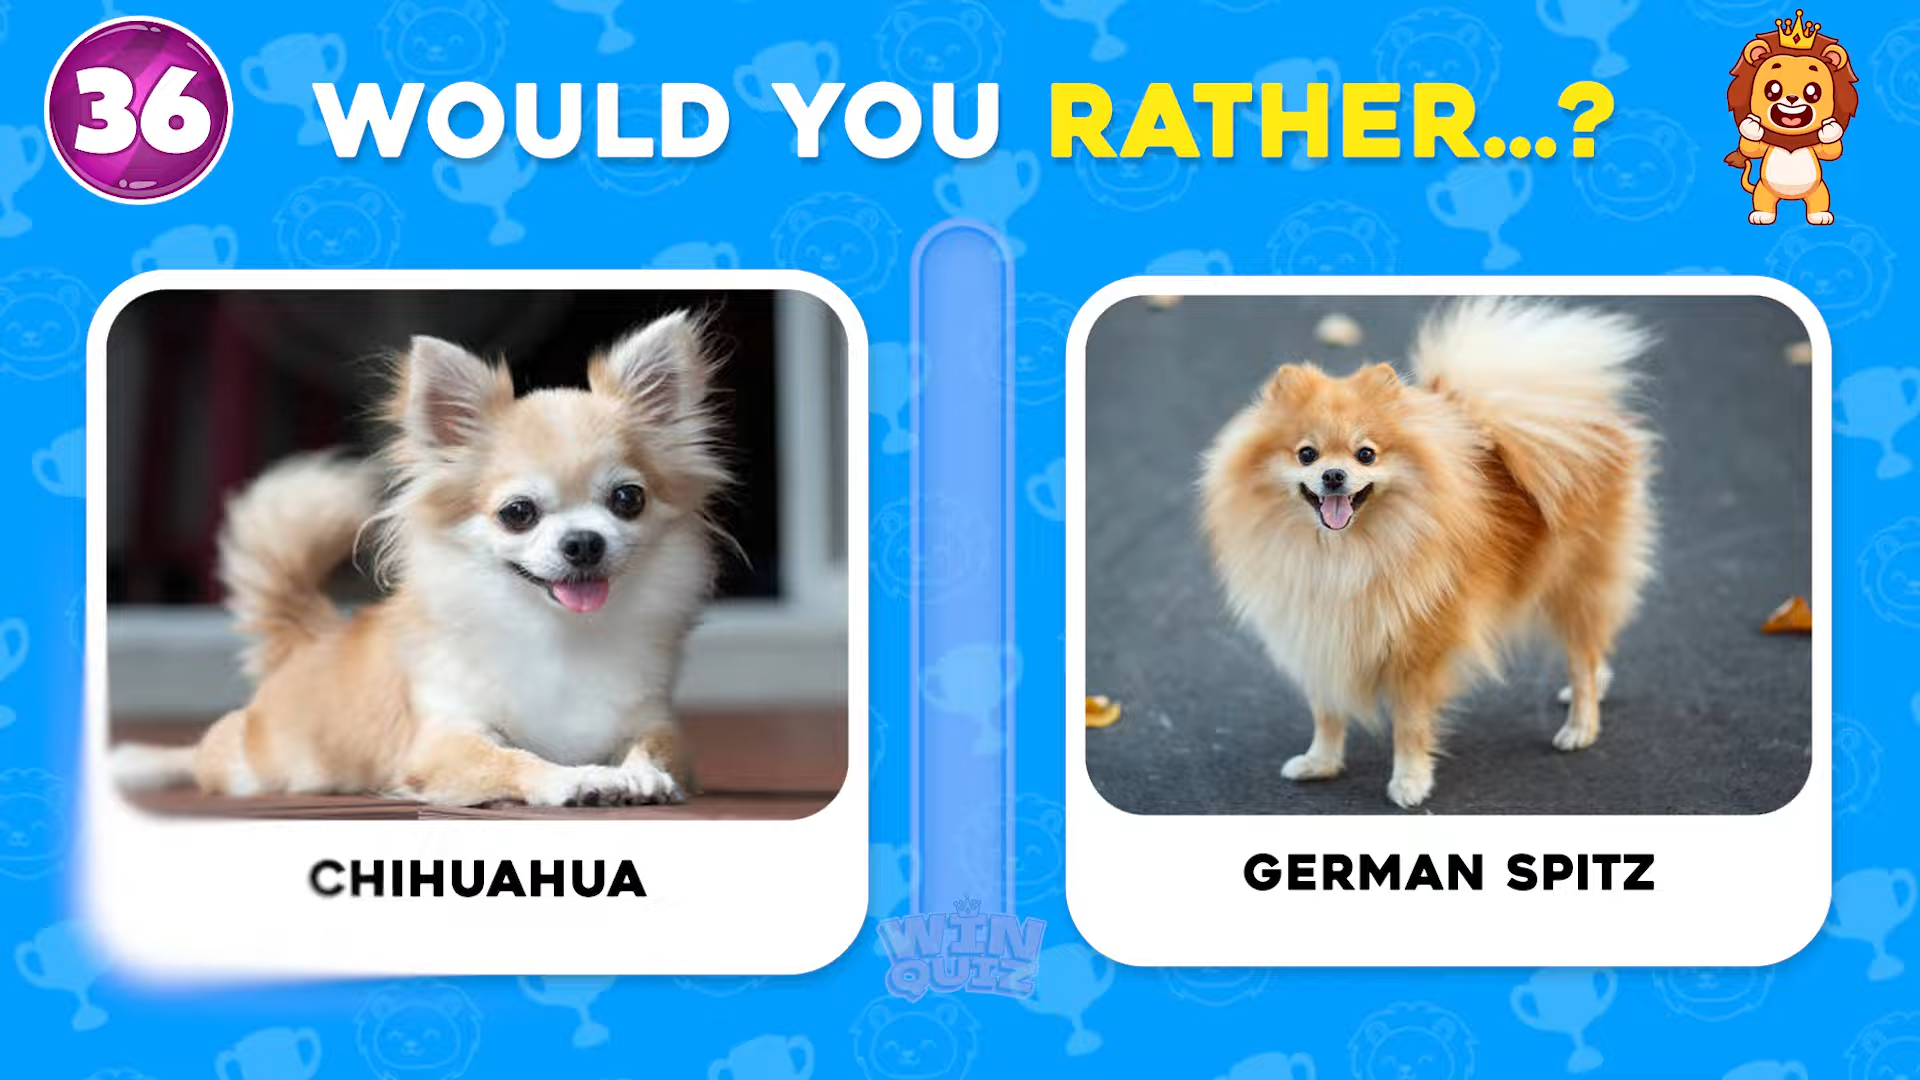 36
WOULD YOU RATHER...?
CHIHUAHUA
GERMAN SPITZ
WIN
QUIZ